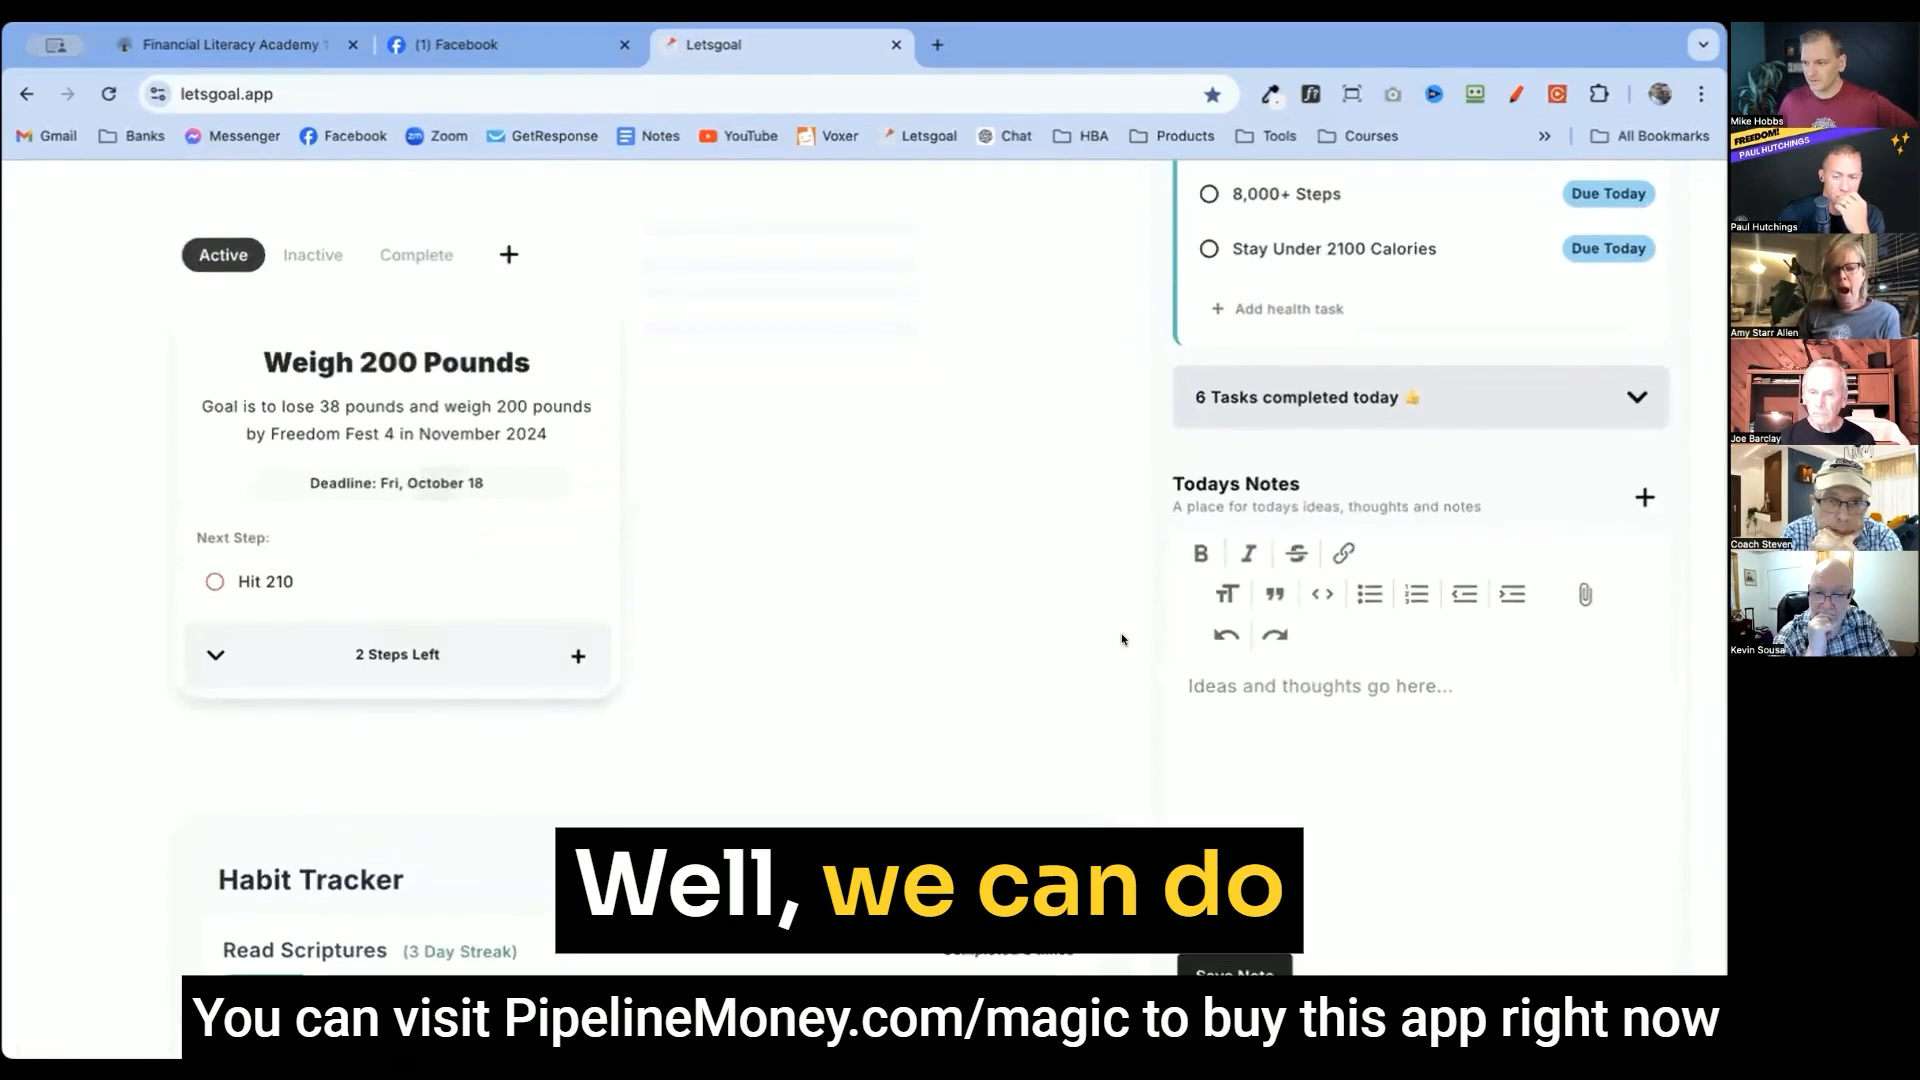 Financial Literacy Academy 1
(1) Facebook
Letsgoal
letsgoal.app
Gmail
Banks
Messenger
Facebook
Zoom
GetResponse
Notes
YouTube
Voxer
Letsgoal
Chat
HBA
Products
Tools
Courses
All Bookmarks
Active
Inactive
Complete
Weigh 200 Pounds
Goal is to lose 38 pounds and weigh 200 pounds
by Freedom Fest 4 in November 2024
Deadline: Fri, October 18
Next Step:
Hit 210
2 Steps Left
Habit Tracker
Read Scriptures (3 Day Streak)
8,000+ Steps Due Today
Stay Under 2100 Calories Due Today
+ Add health task
6 Tasks completed today 👍
Todays Notes
A place for todays ideas, thoughts and notes
Ideas and thoughts go here...
Save Note
Well, we can do
You can visit PipelineMoney.com/magic to buy this app right now
Mike Hobbs
FREEDOM!
PAUL HUTCHINGS
Paul Hutchings
Amy Starr Allen
Joe Barclay
Coach Steven
Kevin Sousa